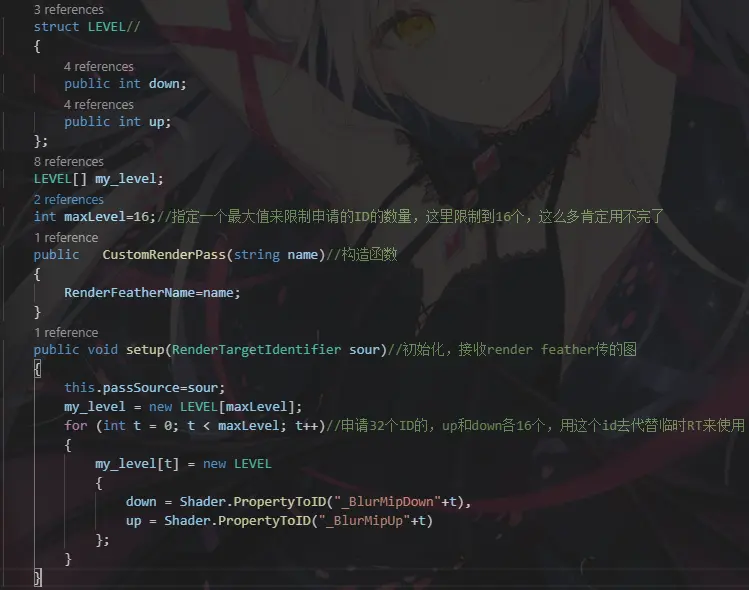 3 references
struct LEVEL//
{
4 references
public int down;
4 references
public int up;
};
8 references
LEVEL[] my_level;
2 references
int maxLevel=16;//指定一个最大值来限制申请的ID的数量，这里限制到16个，这么多肯定用不完了
1 reference
public   CustomRenderPass(string name)//构造函数
{
RenderFeatherName=name;
}
1 reference
public void setup(RenderTargetIdentifier sour)//初始化，接收render feather传的图
{
this.passSource=sour;
my_level = new LEVEL[maxLevel];
for (int t = 0; t < maxLevel; t++)//申请32个ID的，up和down各16个，用这个id去代替临时RT来使用
{
my_level[t] = new LEVEL
{
down = Shader.PropertyToID("_BlurMipDown"+t),
up = Shader.PropertyToID("_BlurMipUp"+t)
};
}
}